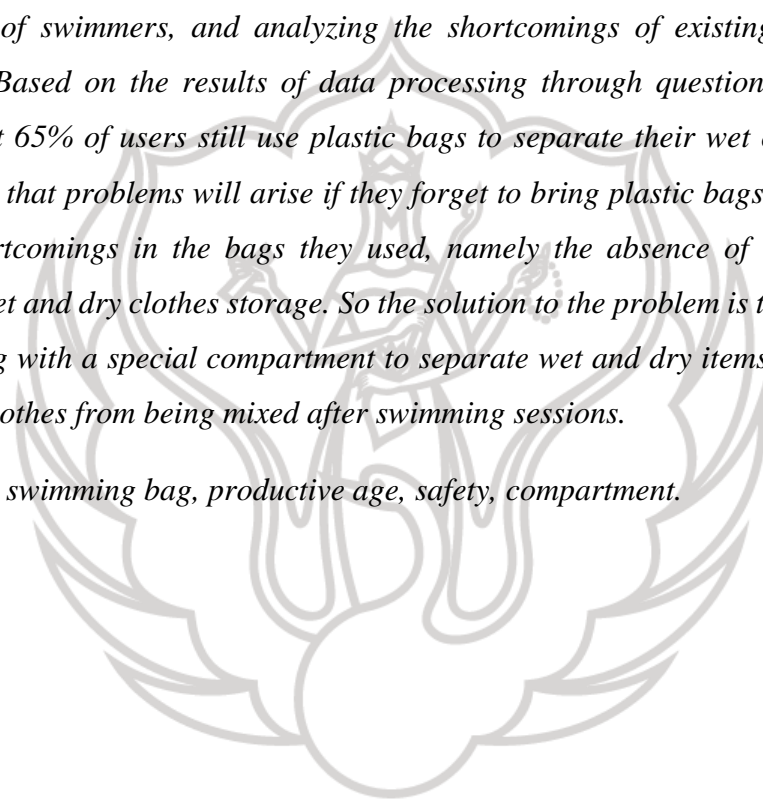 of swimmers, and analyzing the shortcomings of existing
Based on the results of data processing through question
65% of users still use plastic bags to separate their wet
that problems will arise if they forget to bring plastic bags
rtcomings in the bags they used, namely the absence of
et and dry clothes storage. So the solution to the problem is t
g with a special compartment to separate wet and dry items
lothes from being mixed after swimming sessions.
swimming bag, productive age, safety, compartment.